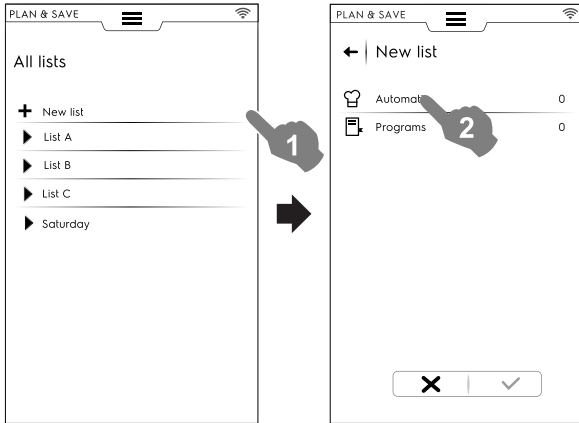 PLAN & SAVE
All lists
New list
List A
List B
List C
Saturday
1
PLAN & SAVE
New list
Automat
0
Programs
0
2